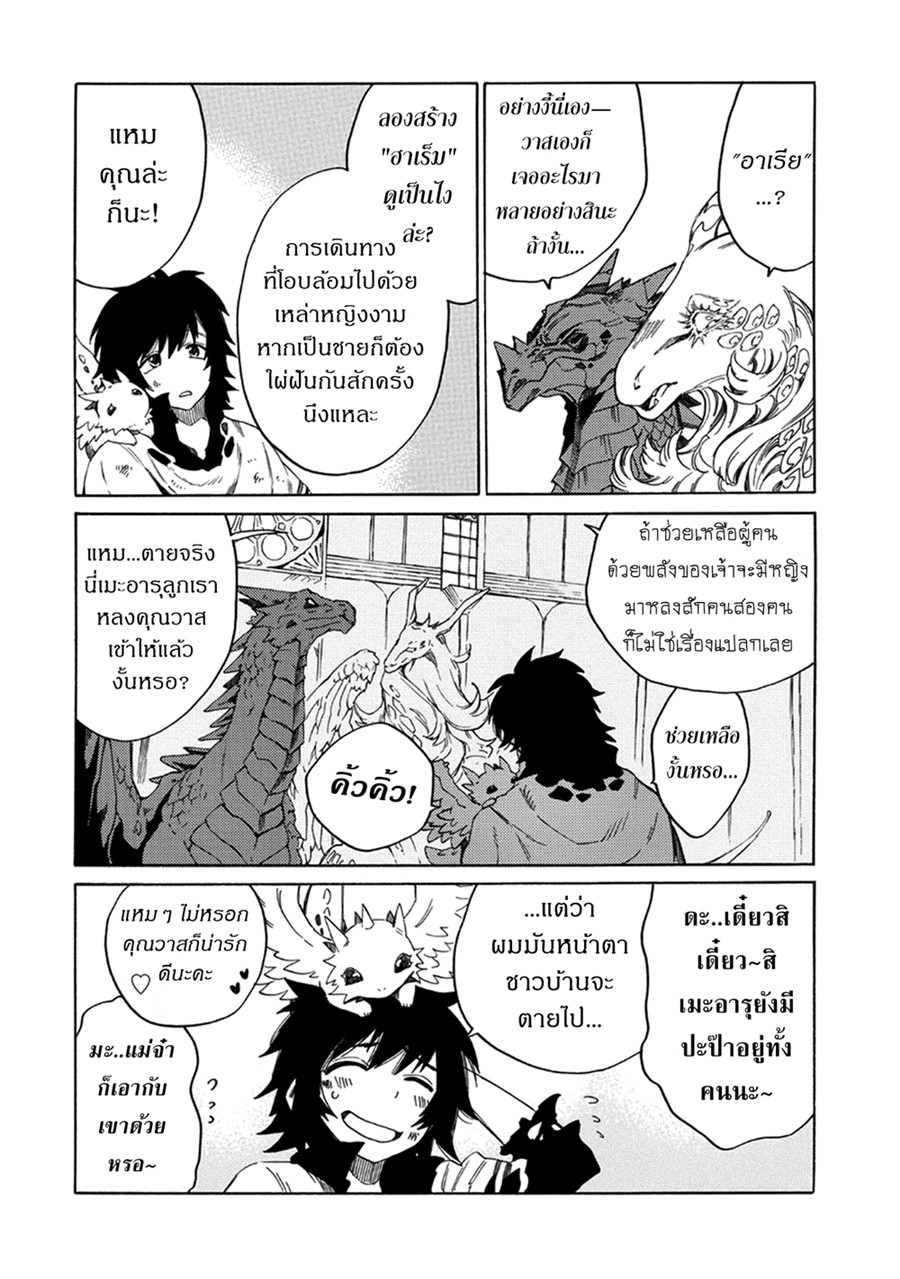 "อาเรีย"
...?
อย่างงี้นี่เอง—
วาสเองก็
เจออะไรมา
หลายอย่างสินะ
ถ้างั้น...
ลองสร้าง
"ฮาเร็ม"
ดูเป็นไง
ล่ะ?
การเดินทาง
ที่โอบล้อมไปด้วย
เหล่าหญิงงาม
หากเป็นชายก็ต้อง
ใฝ่ฝันกันสักครั้ง
นึงแหละ
แหม
คุณล่ะ
ก็นะ!
ถ้าช่วยเหลือผู้คน
ด้วยพลังของเจ้าจะมีหญิง
มาหลงสักคนสองคน
ก็ไม่ใช่เรื่องแปลกเลย
ช่วยเหลือ
งั้นหรอ...
คิ้วคิ้ว!
แหม...ตายจริง
นี่เมะอารุลูกเรา
หลงคุณวาส
เข้าให้แล้ว
งั้นหรอ?
ดะ..เดี๋ยวสิ
เดี๋ยว~สิ
เมะอารุยังมี
ปะป๊าอยู่ทั้ง
คนนะ~
...แต่ว่า
ผมมันหน้าตา
ชาวบ้านจะ
ตายไป...
แหม ๆ ไม่หรอก
คุณวาสก็น่ารัก
ดีนะคะ
มะ..แม่จ๋า
ก็เอากับ
เขาด้วย
หรอ~